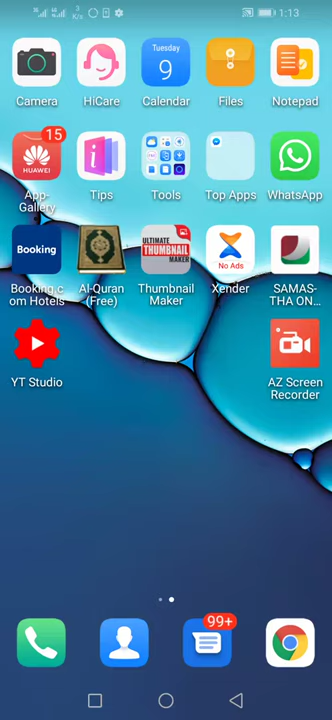 3
K/s
1:13
Tuesday
9
Camera
HiCare
Calendar
Files
Notepad
15
HUAWEI
App-
Gallery
Tips
Tools
Top Apps
WhatsApp
Booking
ULTIMATE
THUMBNAIL
MAKER
No Ads
Booking.c
om Hotels
Al-Quran
(Free)
Thumbnail
Maker
Xender
SAMAS-
THA ON...
YT Studio
AZ Screen
Recorder
99+